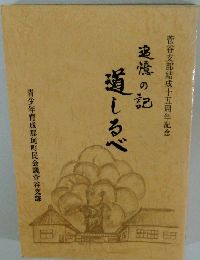 菅谷支部結成十五周年記念
追憶の記
道しるべ
青少年育成那珂町民会議菅谷支部